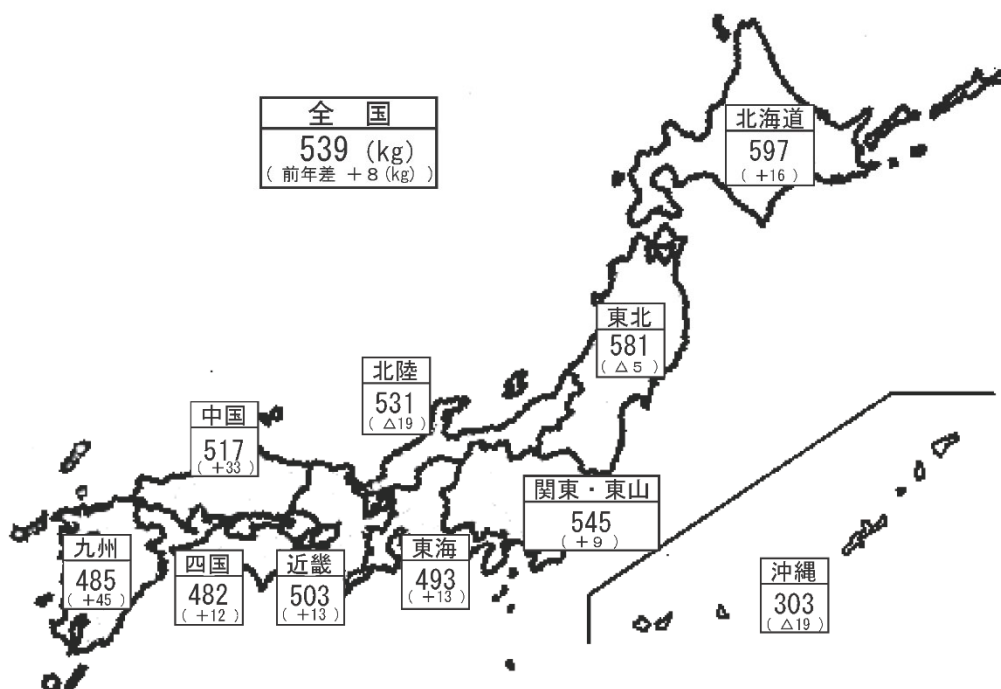 全 国
539 (kg)
( 前年差 +8(kg) )
北海道
597
( +16 )
東北
581
( △5 )
北陸
531
( △19 )
中国
517
( +33 )
関東・東山
545
( +9 )
九州
485
( +45 )
四国
482
( +12 )
近畿
503
( +13 )
東海
493
( +13 )
沖縄
303
( △19 )